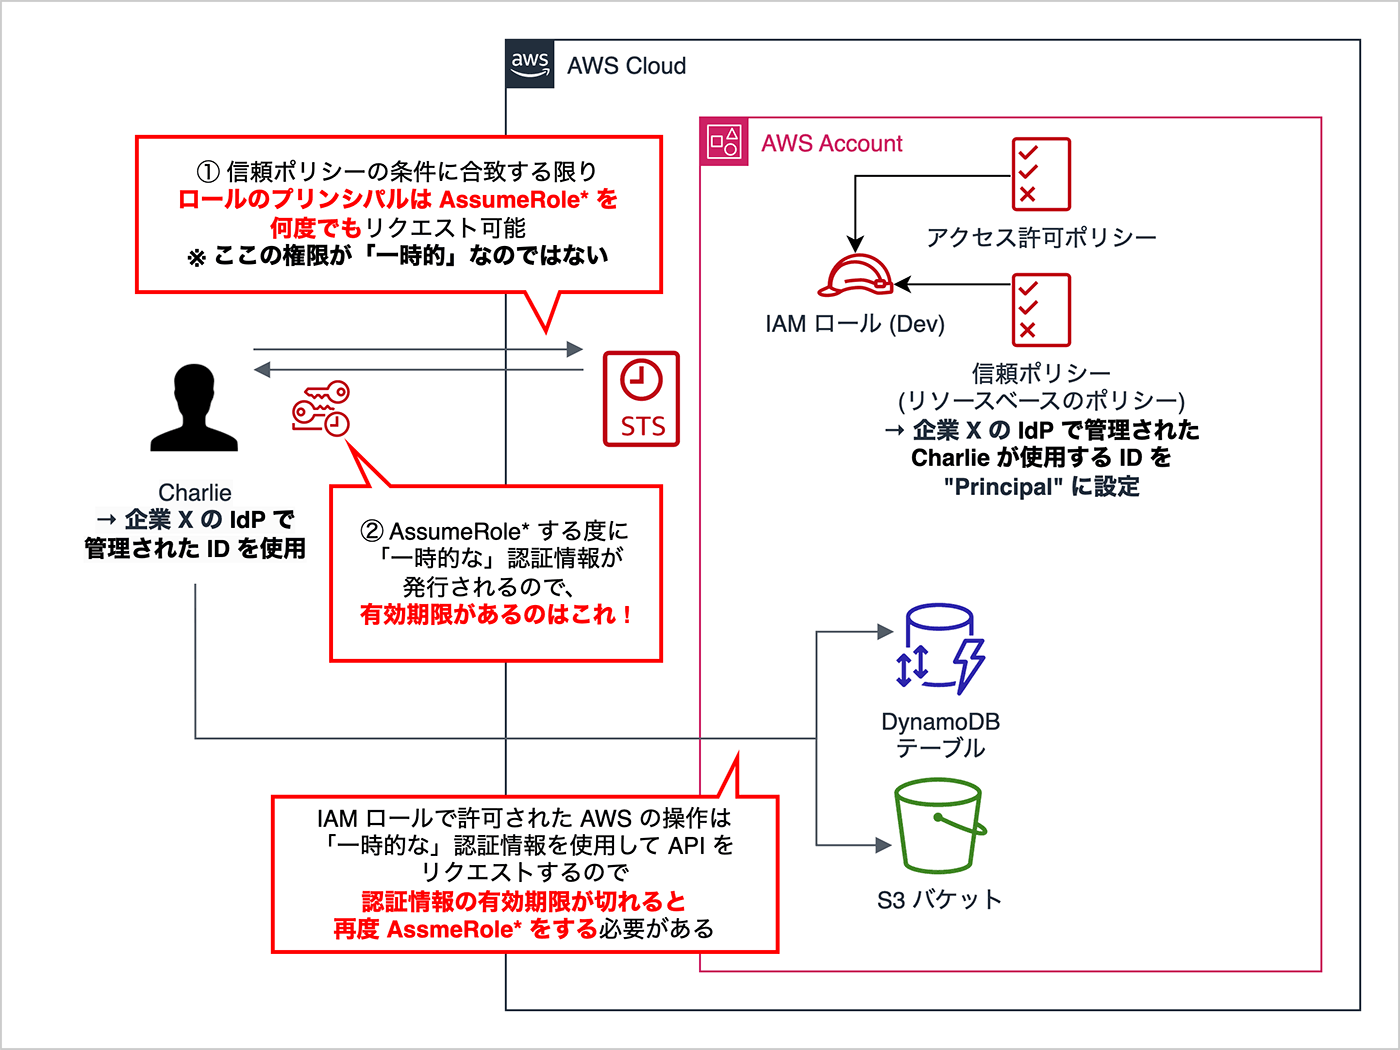 aws
AWS Cloud
AWS Account
① 信頼ポリシーの条件に合致する限り
ロールのプリンシパルは AssumeRole* を
何度でもリクエスト可能
※ ここの権限が「一時的」なのではない
アクセス許可ポリシー
IAM ロール (Dev)
信頼ポリシー
(リソースベースのポリシー)
→ 企業 X の IdP で管理された
Charlie が使用する ID を
"Principal" に設定
STS
Charlie
→ 企業 X の IdP で
管理された ID を使用
② AssumeRole* する度に
「一時的な」認証情報が
発行されるので、
有効期限があるのはこれ！
DynamoDB
テーブル
IAM ロールで許可された AWS の操作は
「一時的な」認証情報を使用して API を
リクエストするので
認証情報の有効期限が切れると
再度 AssmeRole* をする必要がある
S3 バケット